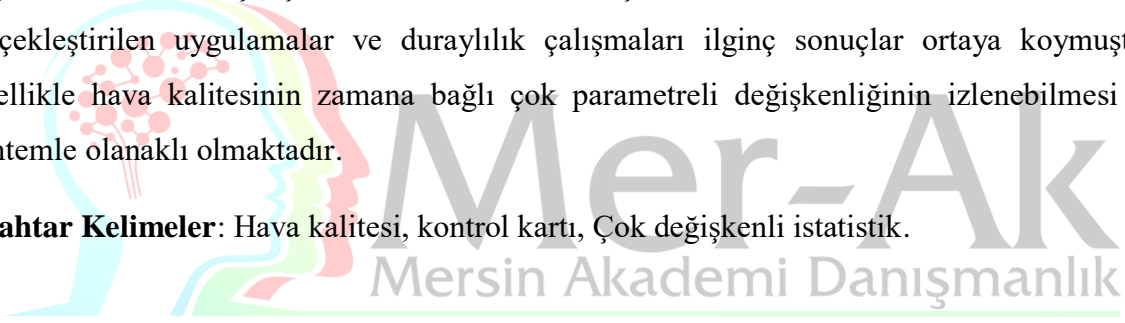 çekleştirilen uygulamalar ve duraylılık çalışmaları ilginç sonuçlar ortaya koymuşt
ellikle hava kalitesinin zamana bağlı çok parametreli değişkenliğinin izlenebilmesi
ntemle olanaklı olmaktadır.
ahtar Kelimeler: Hava kalitesi, kontrol kartı, Çok değişkenli istatistik.
Mer-Ak
Mersin Akademi Danışmanlık